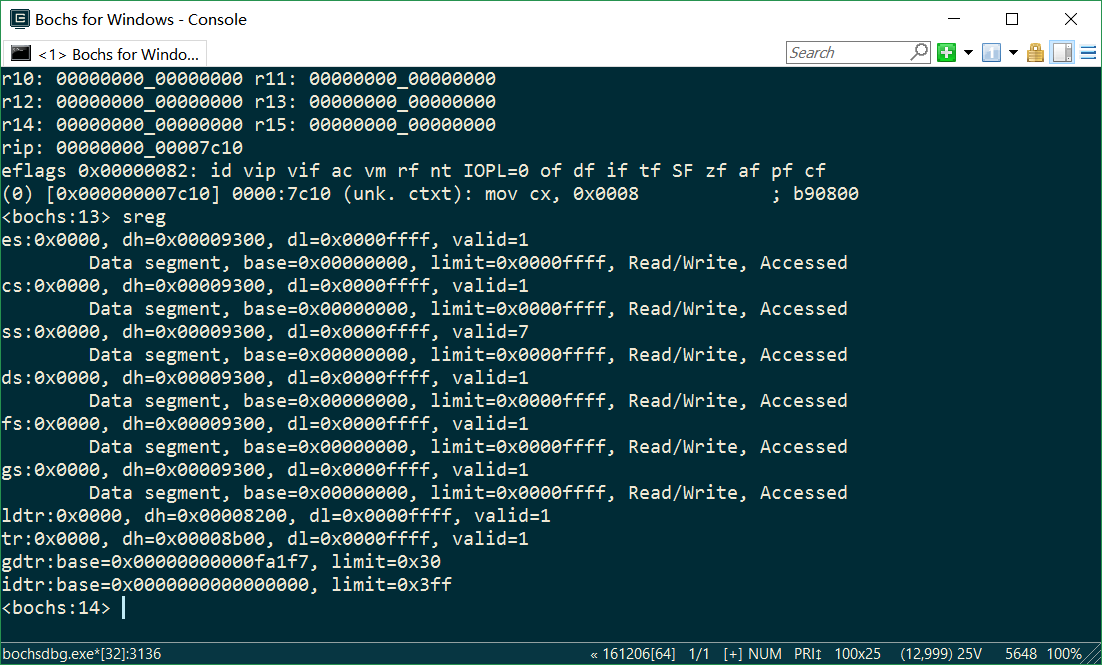 Bochs for Windows - Console
<1> Bochs for Windo...
Search
r10: 00000000_00000000 r11: 00000000_00000000
r12: 00000000_00000000 r13: 00000000_00000000
r14: 00000000_00000000 r15: 00000000_00000000
rip: 00000000_00007c10
eflags 0x00000082: id vip vif ac vm rf nt IOPL=0 of df if tf SF zf af pf cf
(0) [0x000000007c10] 0000:7c10 (unk. ctxt): mov cx, 0x0008            ; b90800
<bochs:13> sreg
es:0x0000, dh=0x00009300, dl=0x0000ffff, valid=1
        Data segment, base=0x00000000, limit=0x0000ffff, Read/Write, Accessed
cs:0x0000, dh=0x00009300, dl=0x0000ffff, valid=1
        Data segment, base=0x00000000, limit=0x0000ffff, Read/Write, Accessed
ss:0x0000, dh=0x00009300, dl=0x0000ffff, valid=7
        Data segment, base=0x00000000, limit=0x0000ffff, Read/Write, Accessed
ds:0x0000, dh=0x00009300, dl=0x0000ffff, valid=1
        Data segment, base=0x00000000, limit=0x0000ffff, Read/Write, Accessed
fs:0x0000, dh=0x00009300, dl=0x0000ffff, valid=1
        Data segment, base=0x00000000, limit=0x0000ffff, Read/Write, Accessed
gs:0x0000, dh=0x00009300, dl=0x0000ffff, valid=1
        Data segment, base=0x00000000, limit=0x0000ffff, Read/Write, Accessed
ldtr:0x0000, dh=0x00008200, dl=0x0000ffff, valid=1
tr:0x0000, dh=0x00008b00, dl=0x0000ffff, valid=1
gdtr:base=0x00000000000fa1f7, limit=0x30
idtr:base=0x0000000000000000, limit=0x3ff
<bochs:14>
bochsdbg.exe*[32]:3136 « 161206[64] 1/1 [+] NUM PRI↕ 100x25 (12,999) 25V 5648 100%